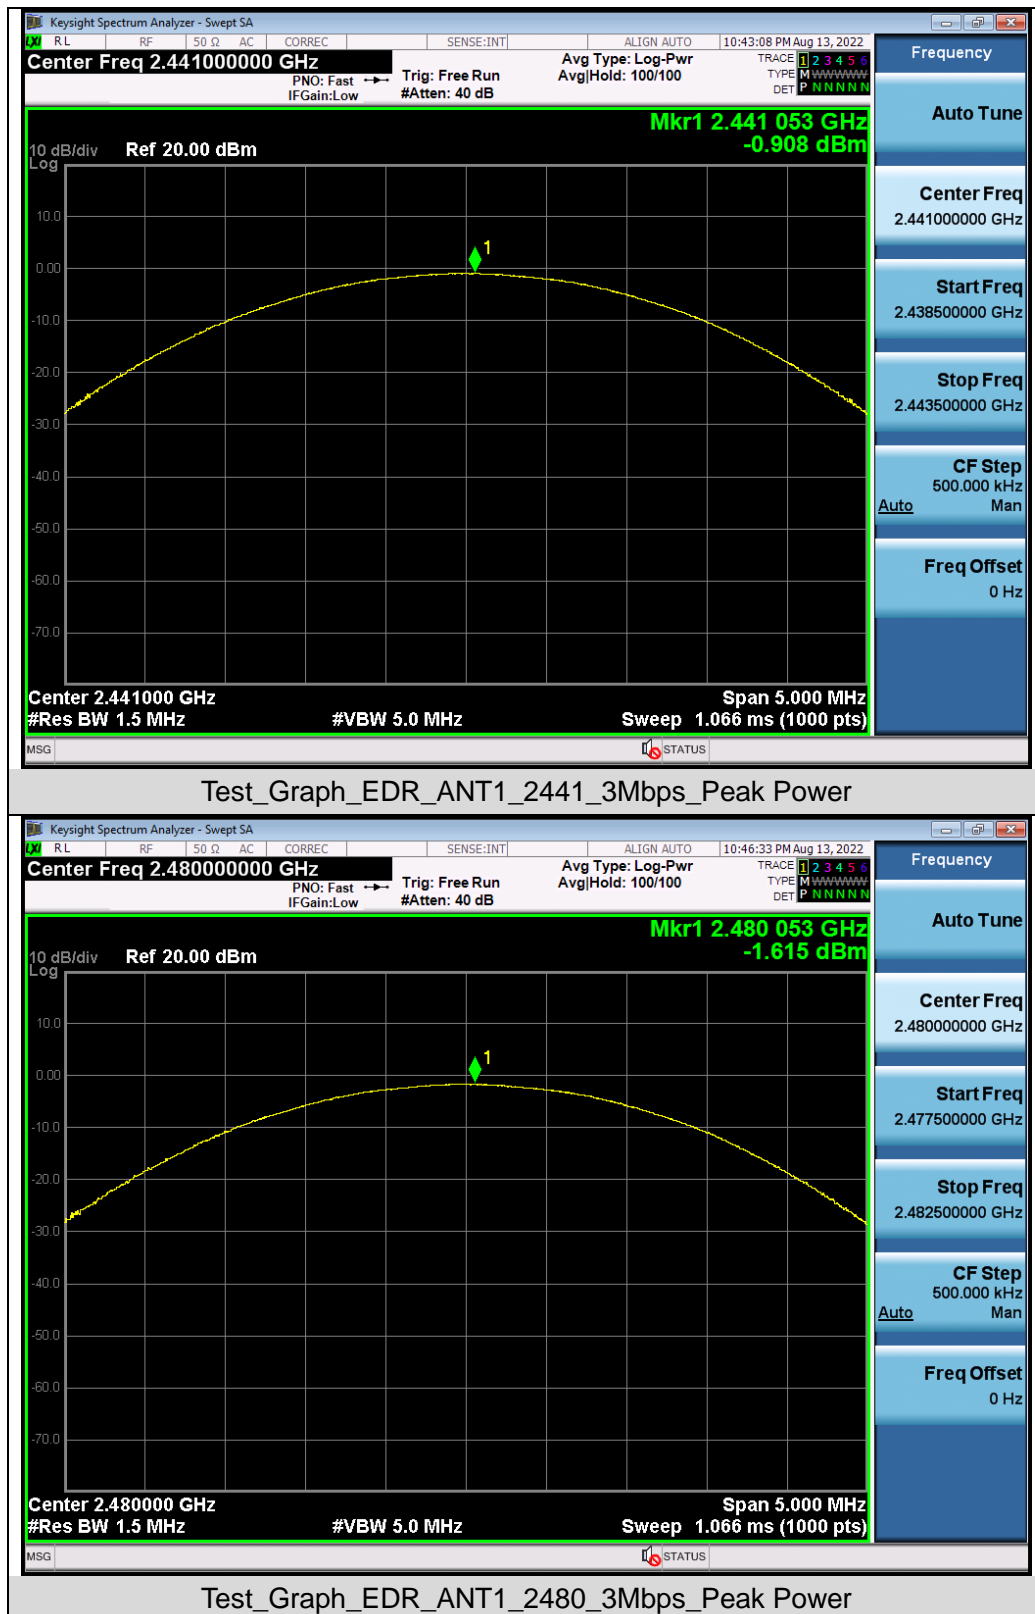 Keysight Spectrum Analyzer - Swept SA
LXI RL RF 50 Ω AC CORREC SENSE:INT ALIGN AUTO 10:43:08 PM Aug 13, 2022
Center Freq 2.441000000 GHz
PNO: Fast
IFGain:Low
Trig: Free Run
#Atten: 40 dB
Avg Type: Log-Pwr
Avg|Hold: 100/100
TRACE 1 2 3 4 5 6
TYPE M WWWWW
DET P N N N N N
Mkr1 2.441 053 GHz
-0.908 dBm
10 dB/div Ref 20.00 dBm
Log
10.0
0.00
-10.0
-20.0
-30.0
-40.0
-50.0
-60.0
-70.0
1
Center 2.441000 GHz Span 5.000 MHz
#Res BW 1.5 MHz #VBW 5.0 MHz Sweep 1.066 ms (1000 pts)
MSG STATUS
Frequency
Auto Tune
Center Freq
2.441000000 GHz
Start Freq
2.438500000 GHz
Stop Freq
2.443500000 GHz
CF Step
500.000 kHz
Auto Man
Freq Offset
0 Hz
Test_Graph_EDR_ANT1_2441_3Mbps_Peak Power
Keysight Spectrum Analyzer - Swept SA
LXI RL RF 50 Ω AC CORREC SENSE:INT ALIGN AUTO 10:46:33 PM Aug 13, 2022
Center Freq 2.480000000 GHz
PNO: Fast
IFGain:Low
Trig: Free Run
#Atten: 40 dB
Avg Type: Log-Pwr
Avg|Hold: 100/100
TRACE 1 2 3 4 5 6
TYPE M WWWWW
DET P N N N N N
Mkr1 2.480 053 GHz
-1.615 dBm
10 dB/div Ref 20.00 dBm
Log
10.0
0.00
-10.0
-20.0
-30.0
-40.0
-50.0
-60.0
-70.0
1
Center 2.480000 GHz Span 5.000 MHz
#Res BW 1.5 MHz #VBW 5.0 MHz Sweep 1.066 ms (1000 pts)
MSG STATUS
Frequency
Auto Tune
Center Freq
2.480000000 GHz
Start Freq
2.477500000 GHz
Stop Freq
2.482500000 GHz
CF Step
500.000 kHz
Auto Man
Freq Offset
0 Hz
Test_Graph_EDR_ANT1_2480_3Mbps_Peak Power